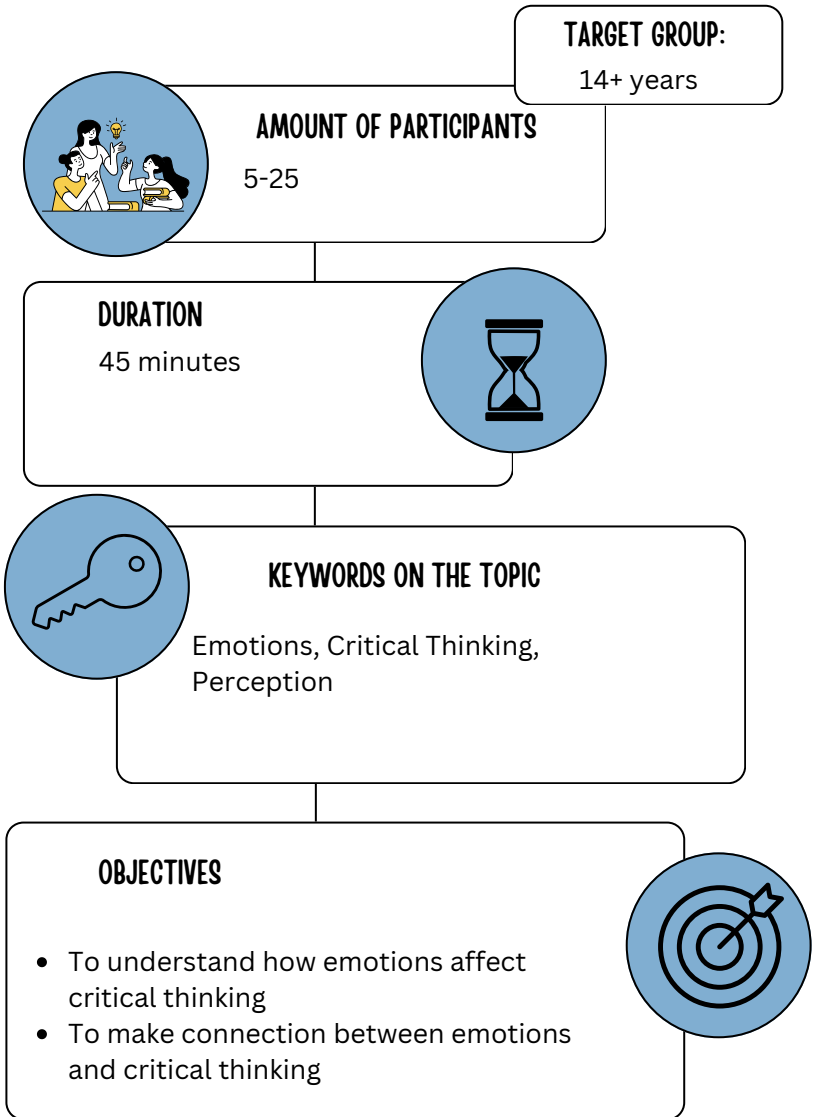 TARGET GROUP:
14+ years
AMOUNT OF PARTICIPANTS
5-25
DURATION
45 minutes
KEYWORDS ON THE TOPIC
Emotions, Critical Thinking,
Perception
OBJECTIVES
• To understand how emotions affect
critical thinking
• To make connection between emotions
and critical thinking